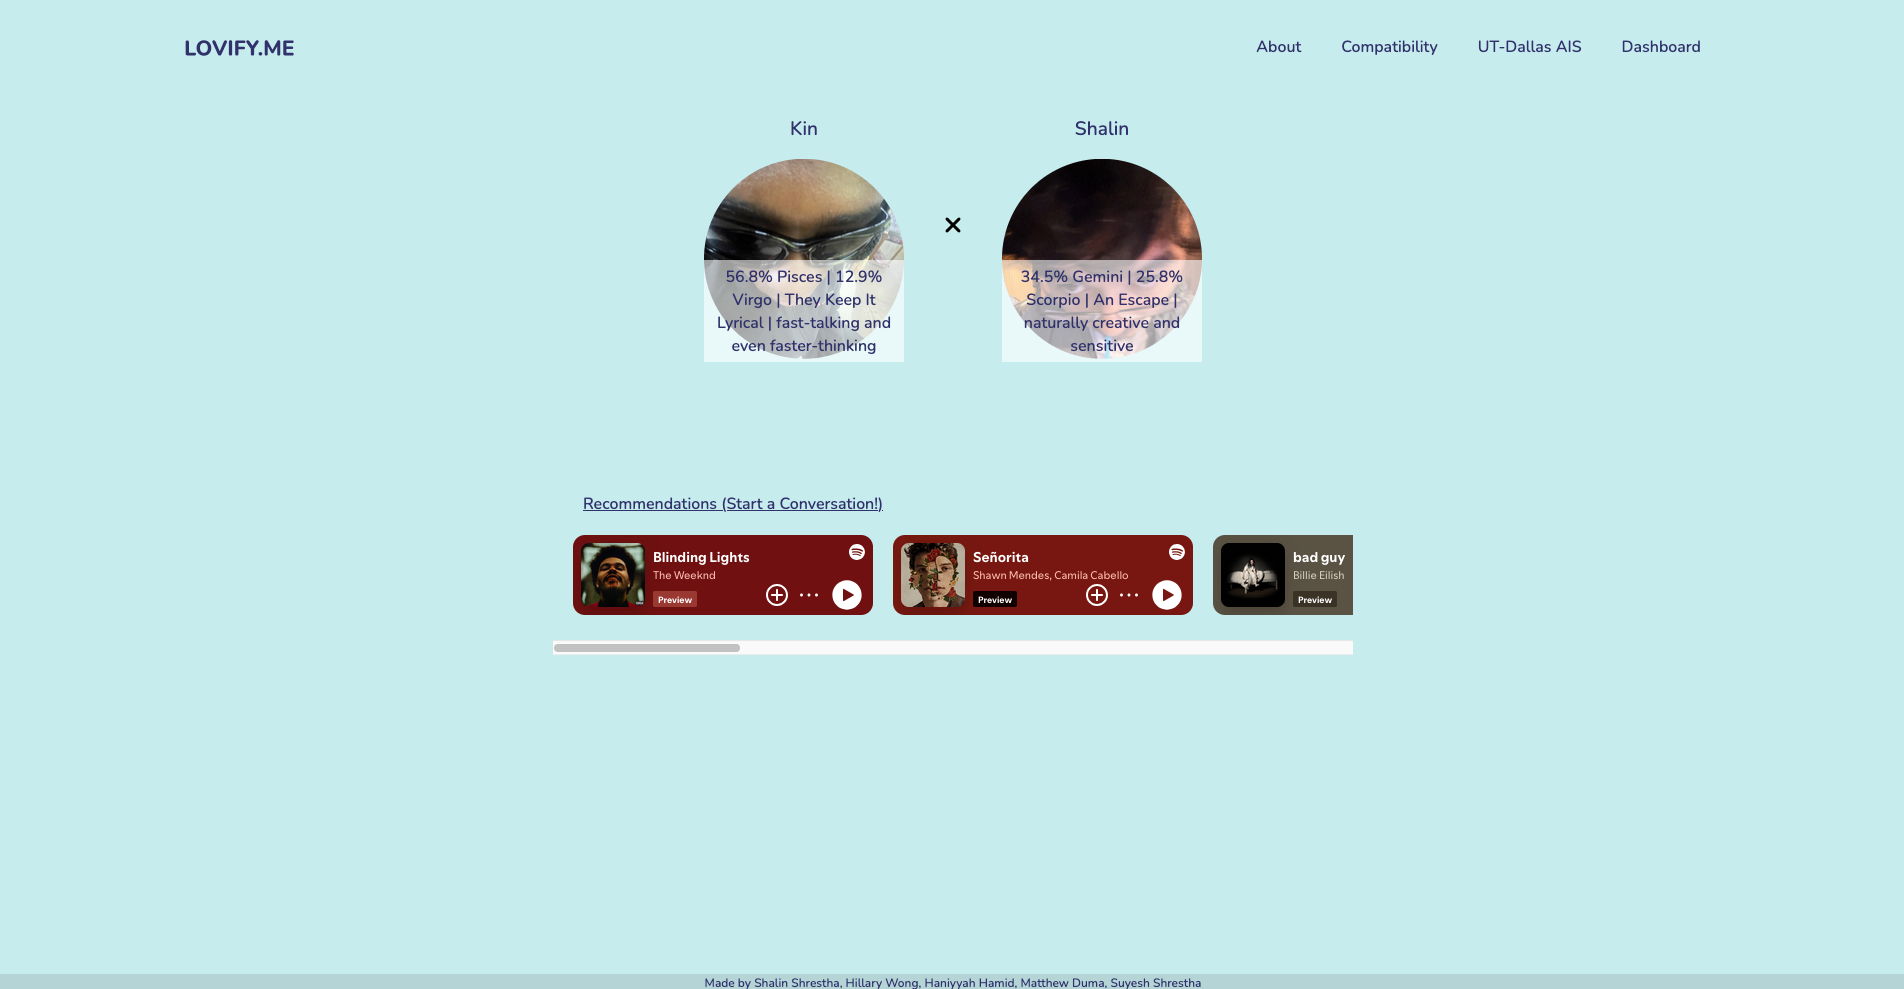 LOVIFY.ME
About Compatibility UT-Dallas AIS Dashboard
Kin
Shalin
56.8% Pisces | 12.9%
Virgo | They Keep It
Lyrical | fast-talking and
even faster-thinking
34.5% Gemini | 25.8%
Scorpio | An Escape |
naturally creative and
sensitive
Recommendations (Start a Conversation!)
Blinding Lights
The Weeknd
Preview
Señorita
Shawn Mendes, Camila Cabello
Preview
bad guy
Billie Eilish
Preview
Made by Shalin Shrestha, Hillary Wong, Haniyyah Hamid, Matthew Duma, Suyesh Shrestha